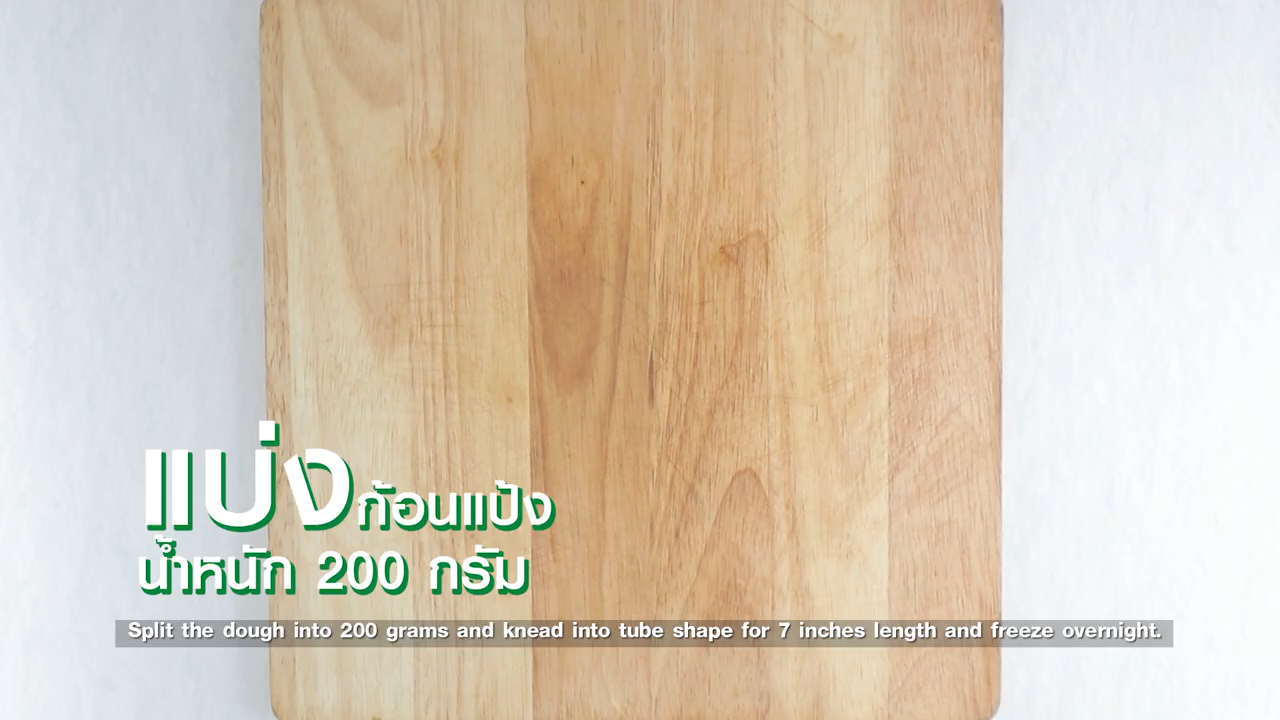 แบ่งก้อนแป้ง
น้ำหนัก 200 กรัม
Split the dough into 200 grams and knead into tube shape for 7 inches length and freeze overnight.